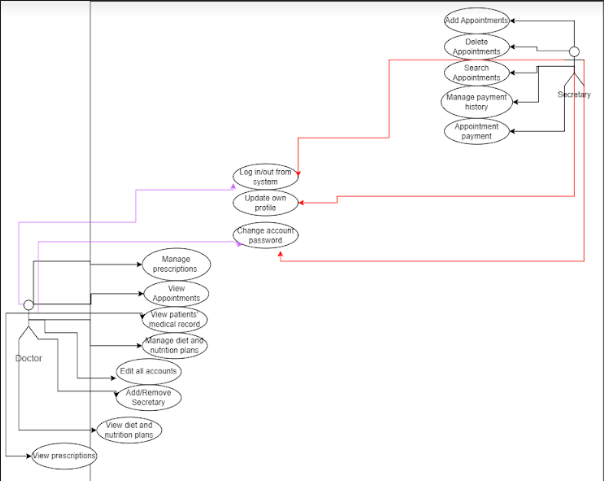 Add Appointments
Delete
Appointments
Search
Appointments
Secretary
Manage payment
history
Appointment
payment
Log in/out from
system
Update own
profile
Change account
password
Manage
prescriptions
View
Appointments
View patients'
medical record
Manage diet and
nutrition plans
Doctor
Edit all accounts
Add/Remove
Secretary
View diet and
nutrition plans
View prescriptions